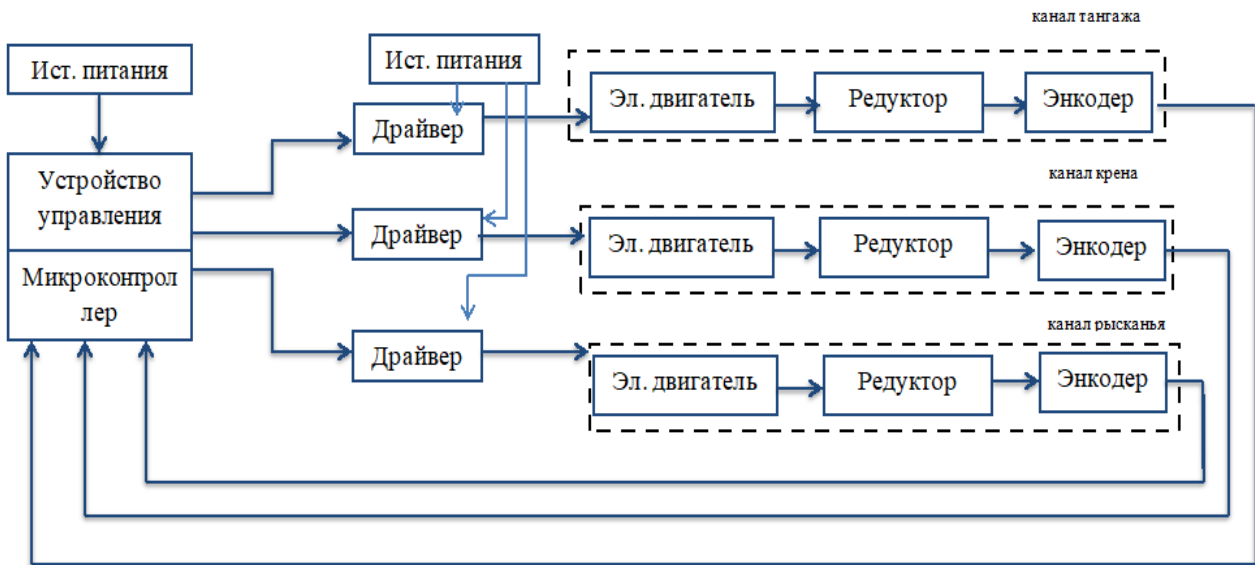 канал тангажа
Ист. питания
Ист. питания
Эл. двигатель
Редуктор
Энкодер
Драйвер
канал крена
Устройство
управления
Драйвер
Эл. двигатель
Редуктор
Энкодер
Микроконтрол
лер
канал рысканья
Драйвер
Эл. двигатель
Редуктор
Энкодер